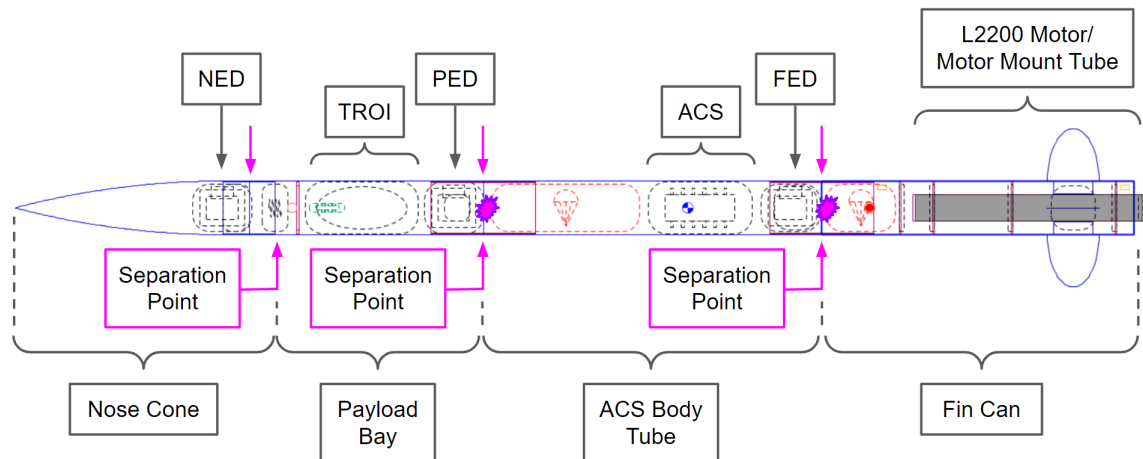 L2200 Motor/
Motor Mount Tube
NED
PED
FED
TROI
ACS
Separation
Point
Separation
Point
Separation
Point
Nose Cone
Payload
Bay
ACS Body
Tube
Fin Can